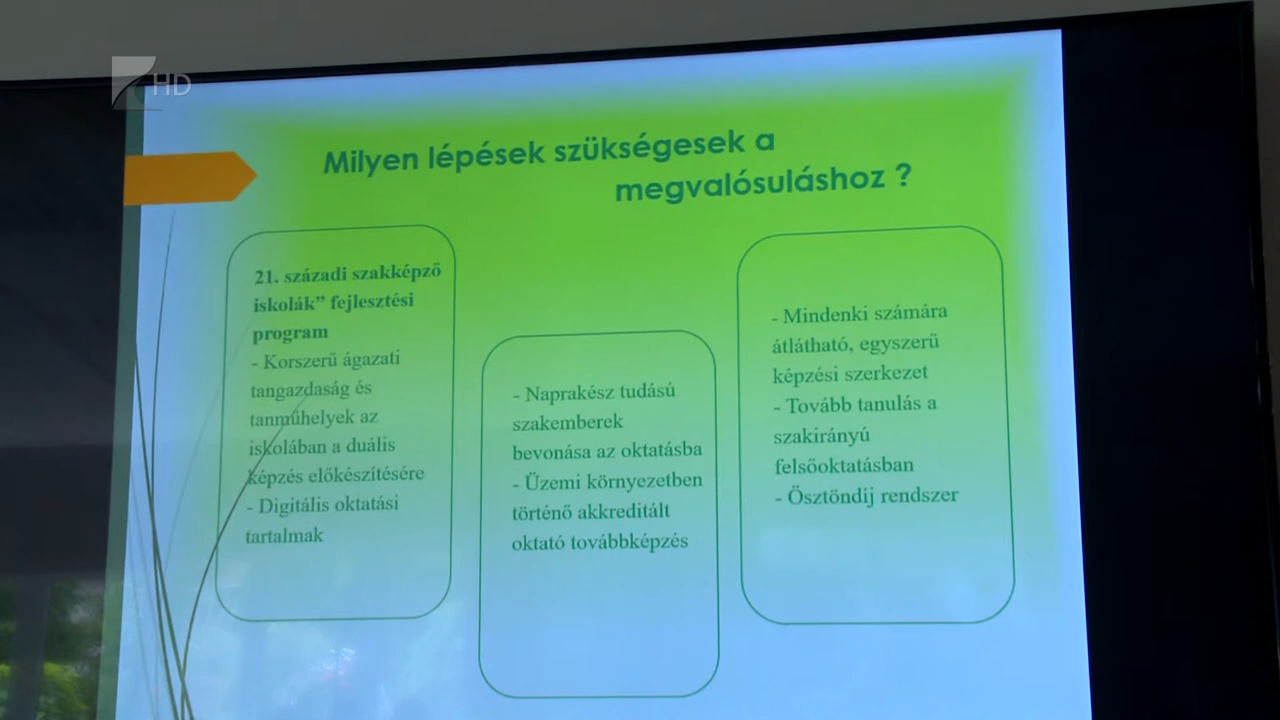 HD
Milyen lépések szükségesek a
megvalósuláshoz ?
21. századi szakképző
iskolák” fejlesztési
program
- Korszerű ágazati
tangazdaság és
tanműhelyek az
iskolában a duális
képzés előkészítésére
- Digitális oktatási
tartalmak
- Naprakész tudású
szakemberek
bevonása az oktatásba
- Üzemi környezetben
történő akkreditált
oktató továbbképzés
- Mindenki számára
átlátható, egyszerű
képzési szerkezet
- Tovább tanulás a
szakirányú
felsőoktatásban
- Ösztöndíj rendszer